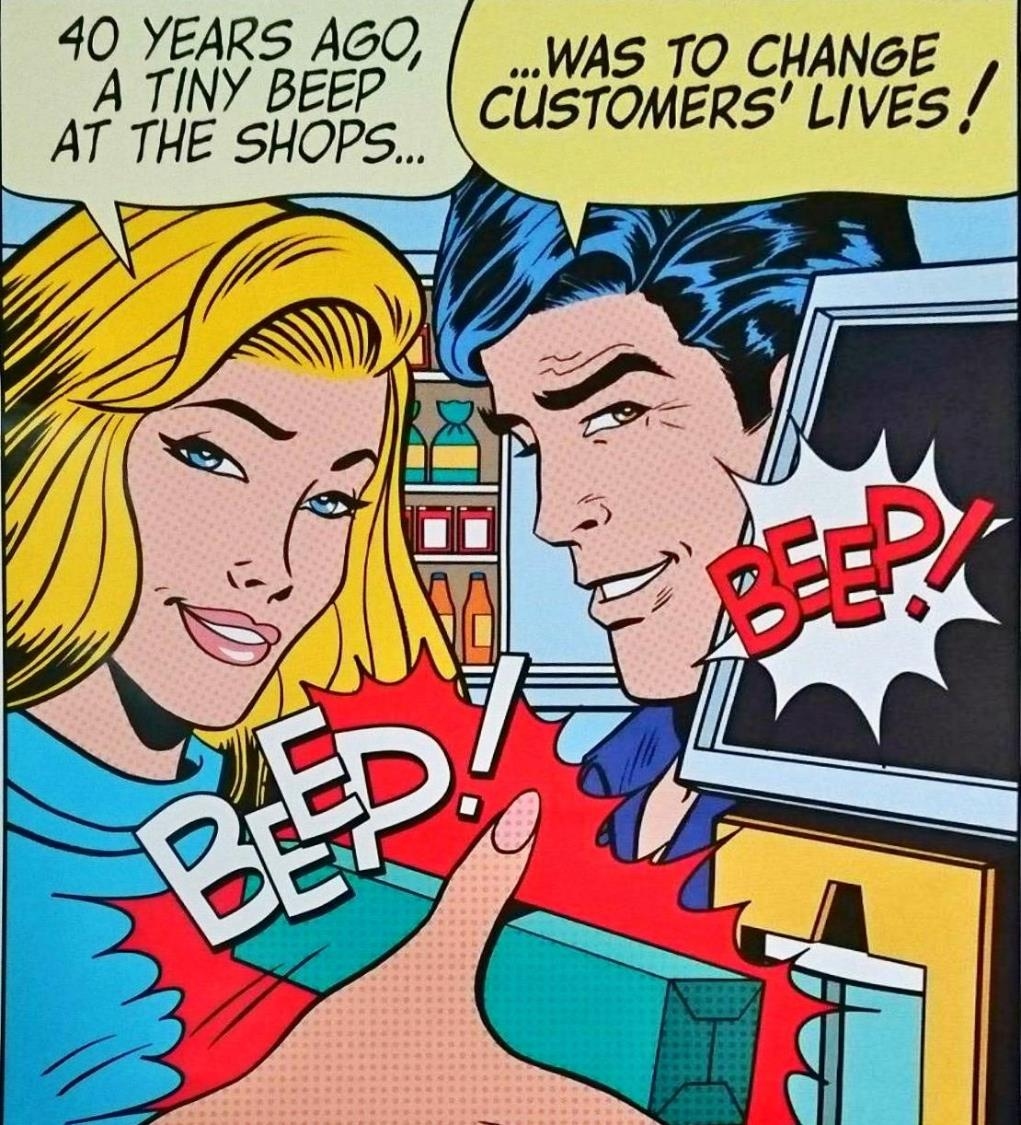 40 YEARS AGO,
A TINY BEEP
AT THE SHOPS...
...WAS TO CHANGE
CUSTOMERS' LIVES!
BEEP!
BEEP!